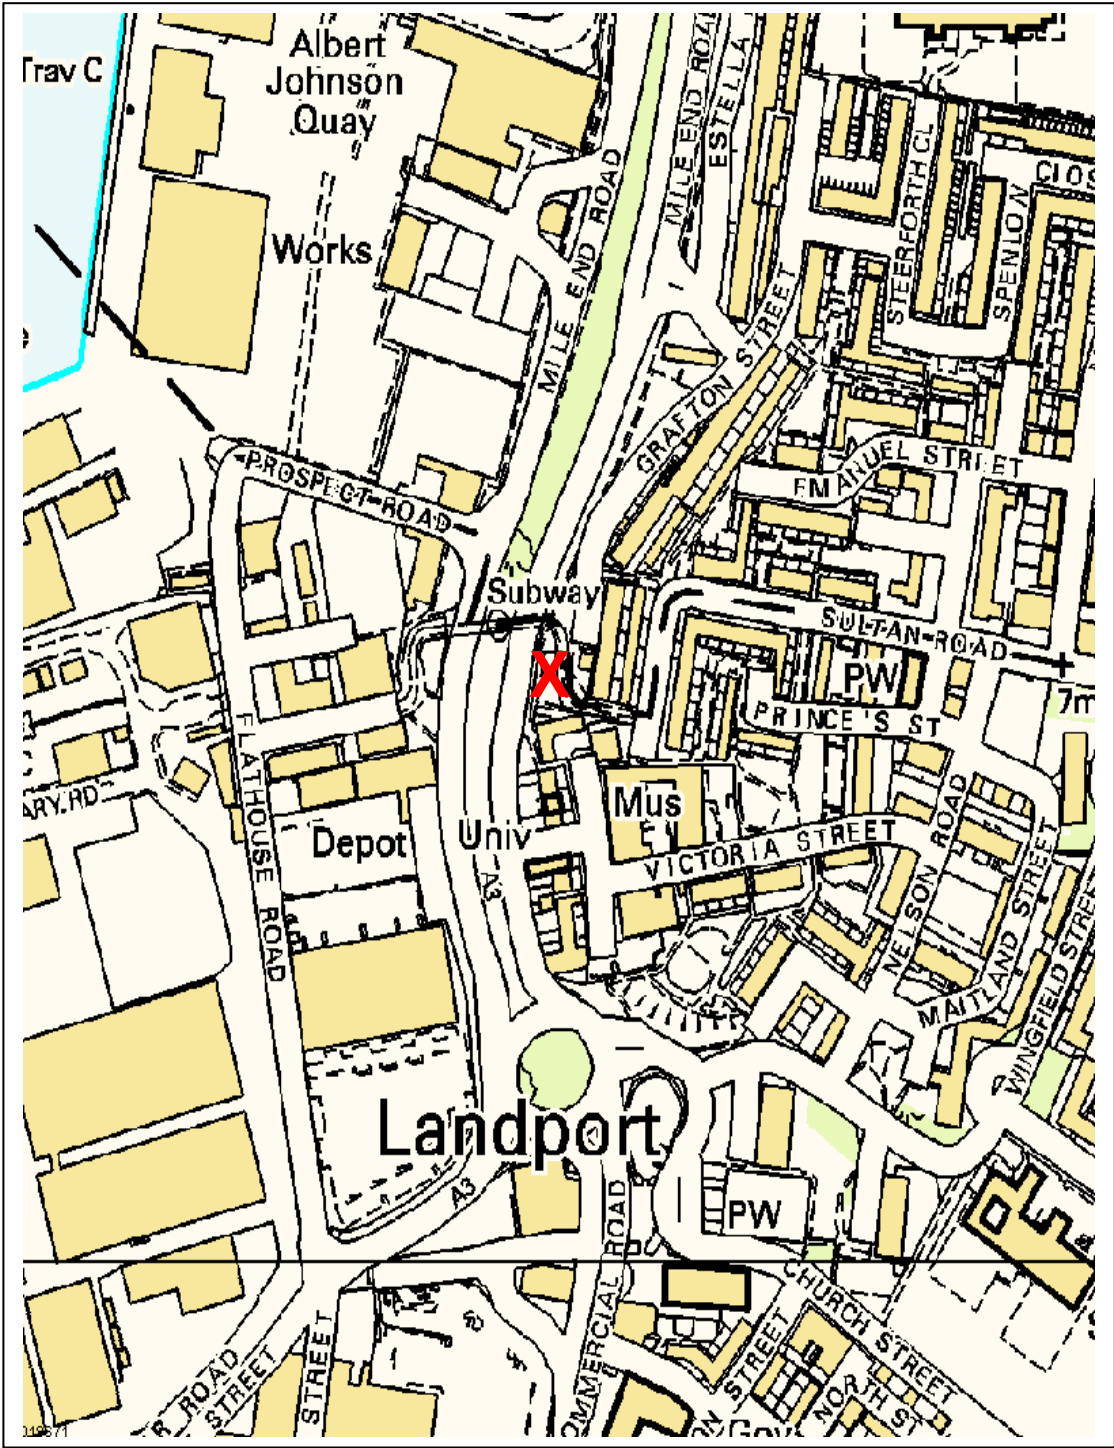 Trav C
Albert
Johnson
Quay
MILE END ROAD
ESTELLA
STEERFORTH CL
SPENLOW
CLOS
Works
MILE END ROAD
GRAFTON STREET
EMANUEL STREET
PROSPECT ROAD
Subway
SULTAN ROAD
X
PW
PRINCE'S ST
7m
FLATHOUSE ROAD
ARY RD
Mus
Depot
Univ
VICTORIA STREET
A3
NELSON ROAD
MAITLAND STREET
WINGFIELD STREET
Landport
A3
PW
COMMERCIAL ROAD
CHURCH STREET
R ROAD
STREET
STREET
ON STREET
NORTH ST
Gov